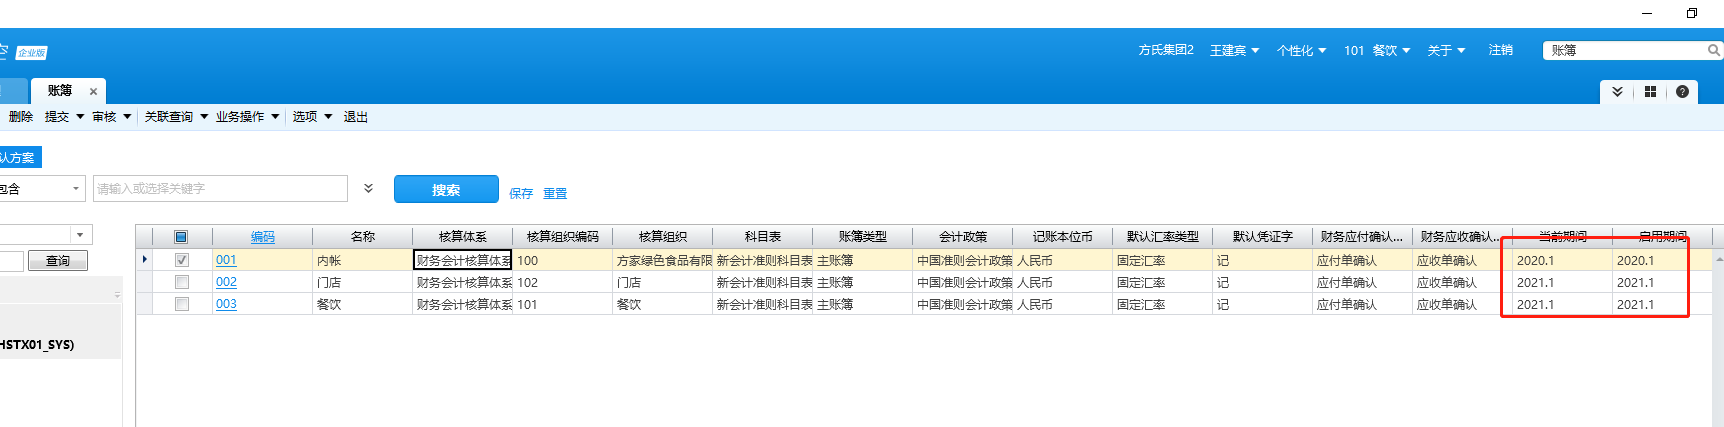 企业版
方氏集团2 王建宾 个性化 101 餐饮 关于 注销 账簿
账簿 ×
删除 提交 审核 关联查询 业务操作 选项 退出
认方案
包含 请输入或选择关键字 搜索 保存 重置
编码 名称 核算体系 核算组织编码 核算组织 科目表 账簿类型 会计政策 记账本位币 默认汇率类型 默认凭证字 财务应付确认... 财务应收确认... 当前期间 启用期间
查询
001 内帐 财务会计核算体系 100 方家绿色食品有限 新会计准则科目表 主账簿 中国准则会计政策 人民币 固定汇率 记 应付单确认 应收单确认 2020.1 2020.1
002 门店 财务会计核算体系 102 门店 新会计准则科目表 主账簿 中国准则会计政策 人民币 固定汇率 记 应付单确认 应收单确认 2021.1 2021.1
003 餐饮 财务会计核算体系 101 餐饮 新会计准则科目表 主账簿 中国准则会计政策 人民币 固定汇率 记 应付单确认 应收单确认 2021.1 2021.1
HSTX01_SYS)